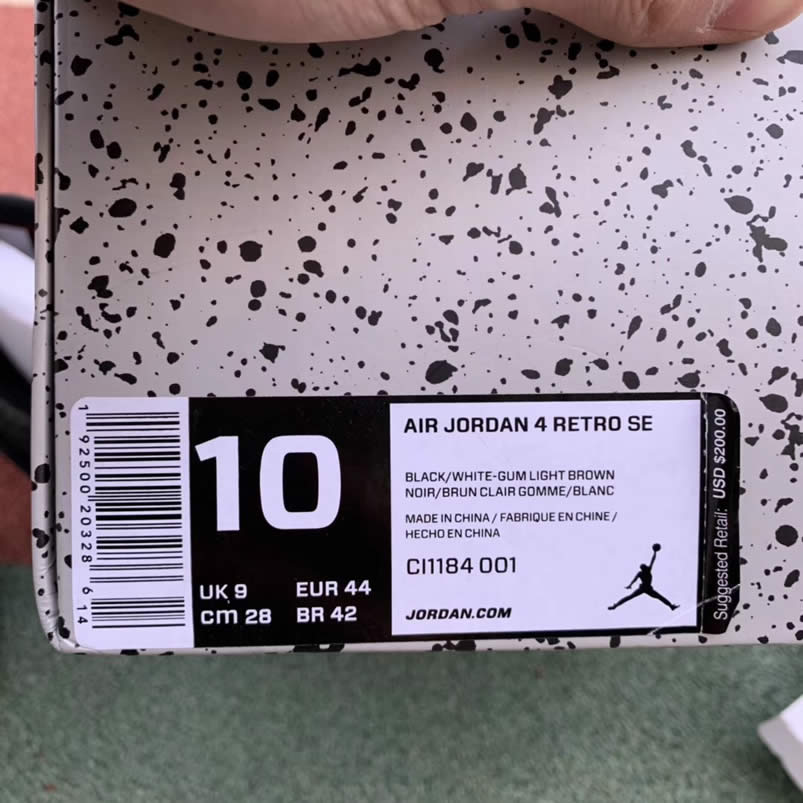 1 92500 20328 6 14
10
UK 9 EUR 44
cm 28 BR 42
AIR JORDAN 4 RETRO SE
BLACK/WHITE-GUM LIGHT BROWN
NOIR/BRUN CLAIR GOMME/BLANC
MADE IN CHINA / FABRIQUE EN CHINE /
HECHO EN CHINA
CI1184 001
JORDAN.COM
Suggested Retail: USD $200.00